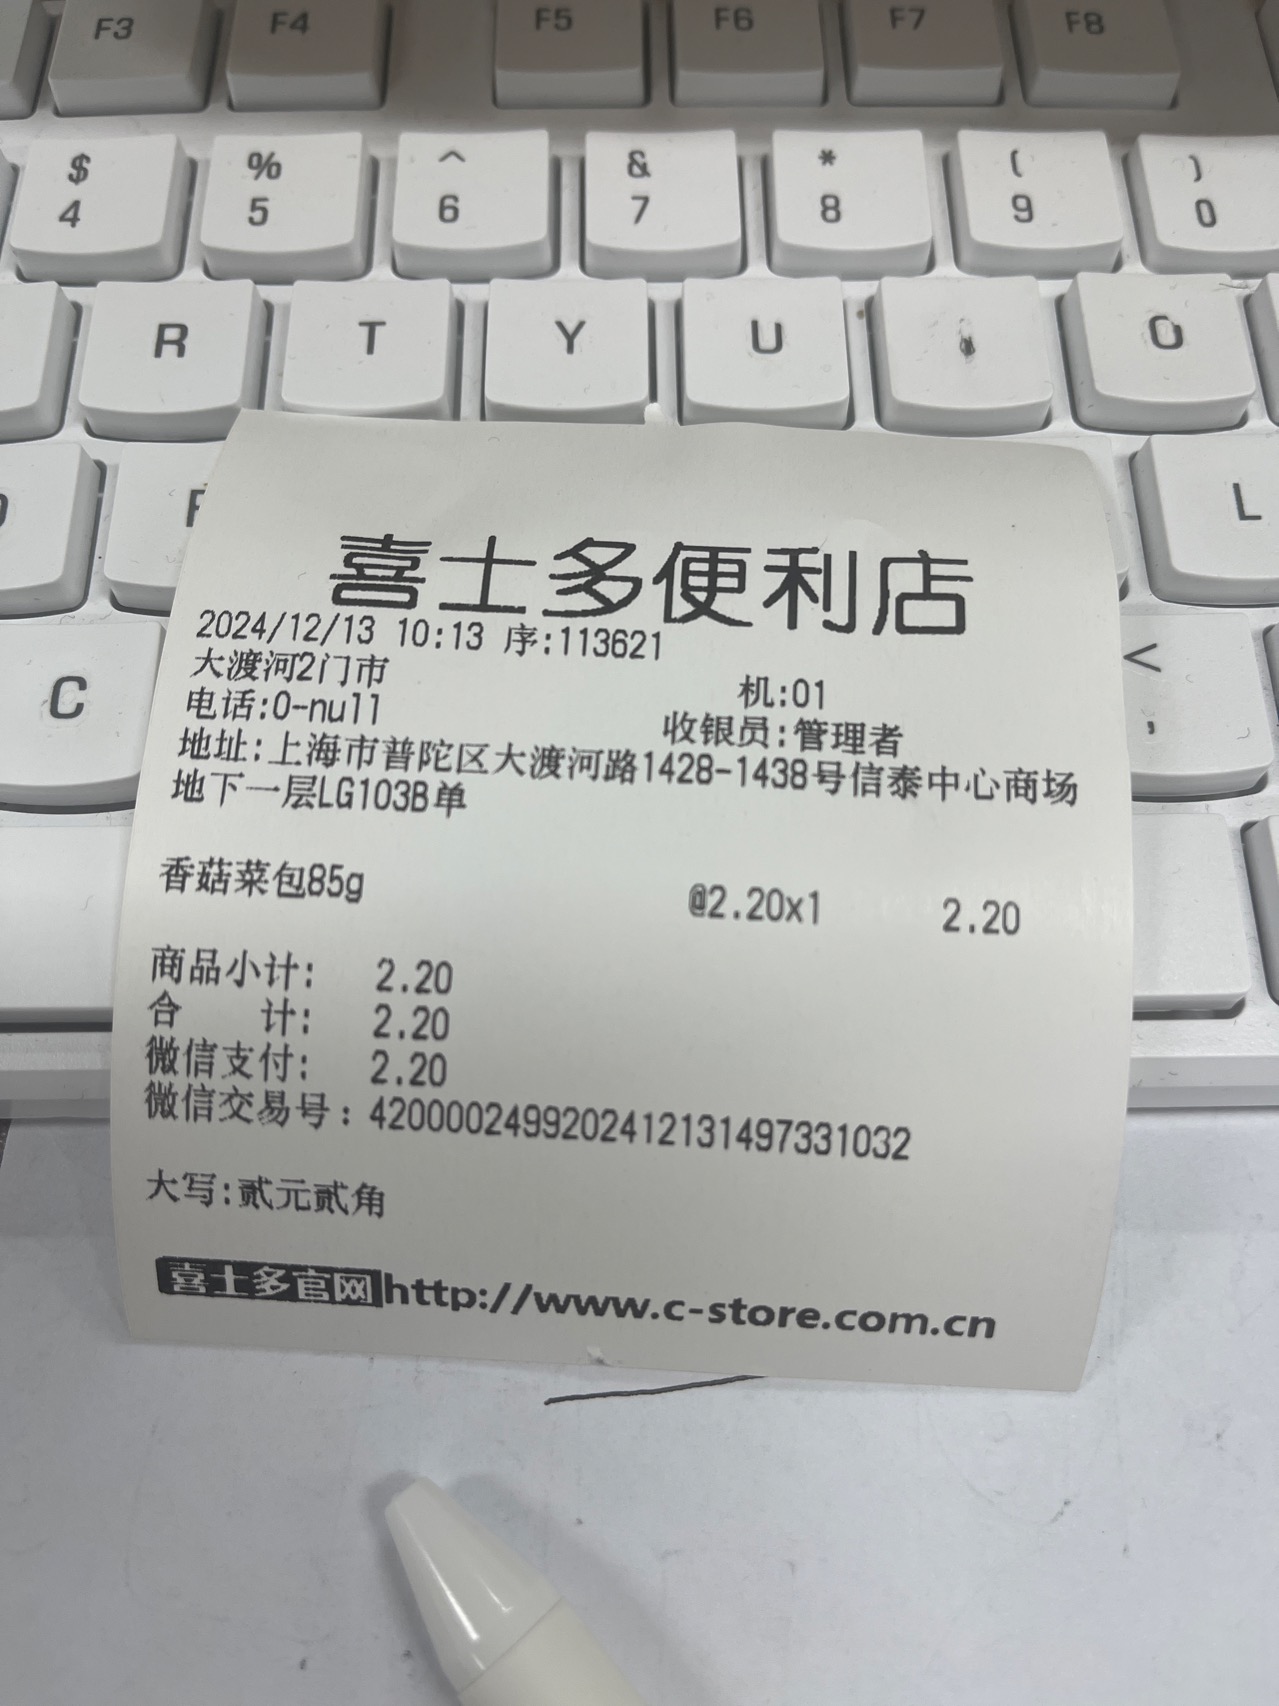 F3 F4 F5 F6 F7 F8
$ % ^ & * ( )
4 5 6 7 8 9 0
R T Y U O
L
C <
,
喜士多便利店
2024/12/13 10:13 序:113621
大渡河2门市 机:01
电话:0-null 收银员:管理者
地址:上海市普陀区大渡河路1428-1438号信泰中心商场
地下一层LG103B单
香菇菜包85g @2.20x1 2.20
商品小计: 2.20
合 计: 2.20
微信支付: 2.20
微信交易号: 4200002499202412131497331032
大写:贰元贰角
喜士多官网http://www.c-store.com.cn